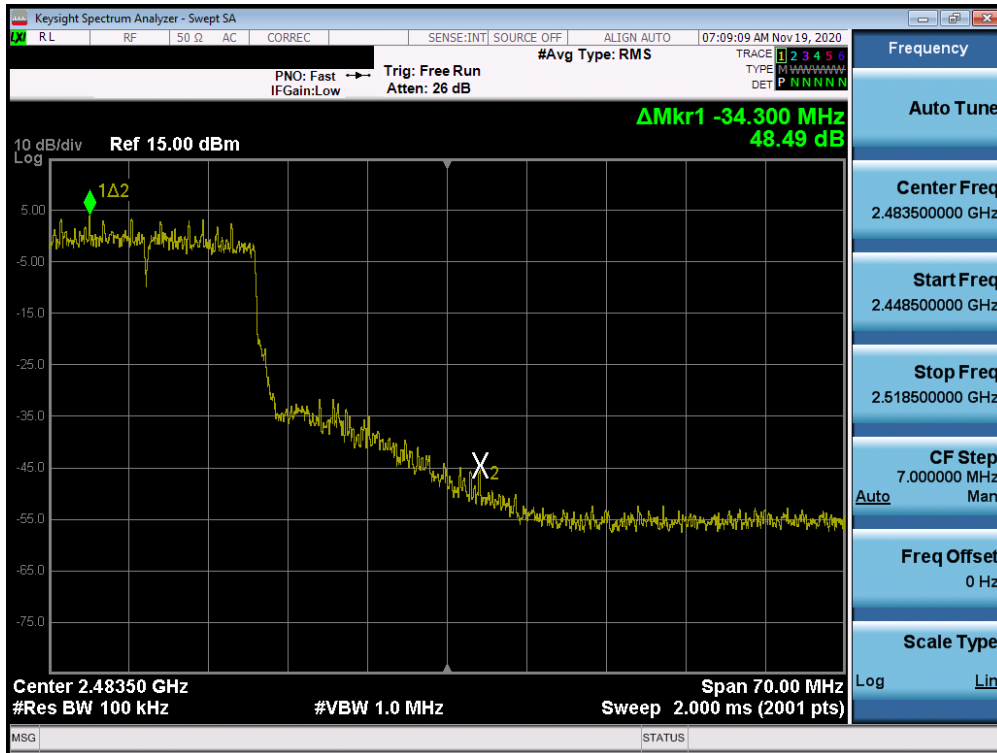 Keysight Spectrum Analyzer - Swept SA
LXI RL RF 50 Ω AC CORREC SENSE:INT SOURCE OFF ALIGN AUTO 07:09:09 AM Nov 19, 2020
PNO: Fast Trig: Free Run #Avg Type: RMS TRACE 1 2 3 4 5 6
IFGain:Low Atten: 26 dB TYPE M WWWWW
DET P N N N N N
ΔMkr1 -34.300 MHz
48.49 dB
10 dB/div Ref 15.00 dBm
Log
1Δ2
5.00
-5.00
-15.0
-25.0
-35.0
-45.0
X2
-55.0
-65.0
-75.0
Center 2.48350 GHz Span 70.00 MHz
#Res BW 100 kHz #VBW 1.0 MHz Sweep 2.000 ms (2001 pts)
MSG STATUS
Frequency
Auto Tune
Center Freq
2.483500000 GHz
Start Freq
2.448500000 GHz
Stop Freq
2.518500000 GHz
CF Step
7.000000 MHz
Auto Man
Freq Offset
0 Hz
Scale Type
Log Lin